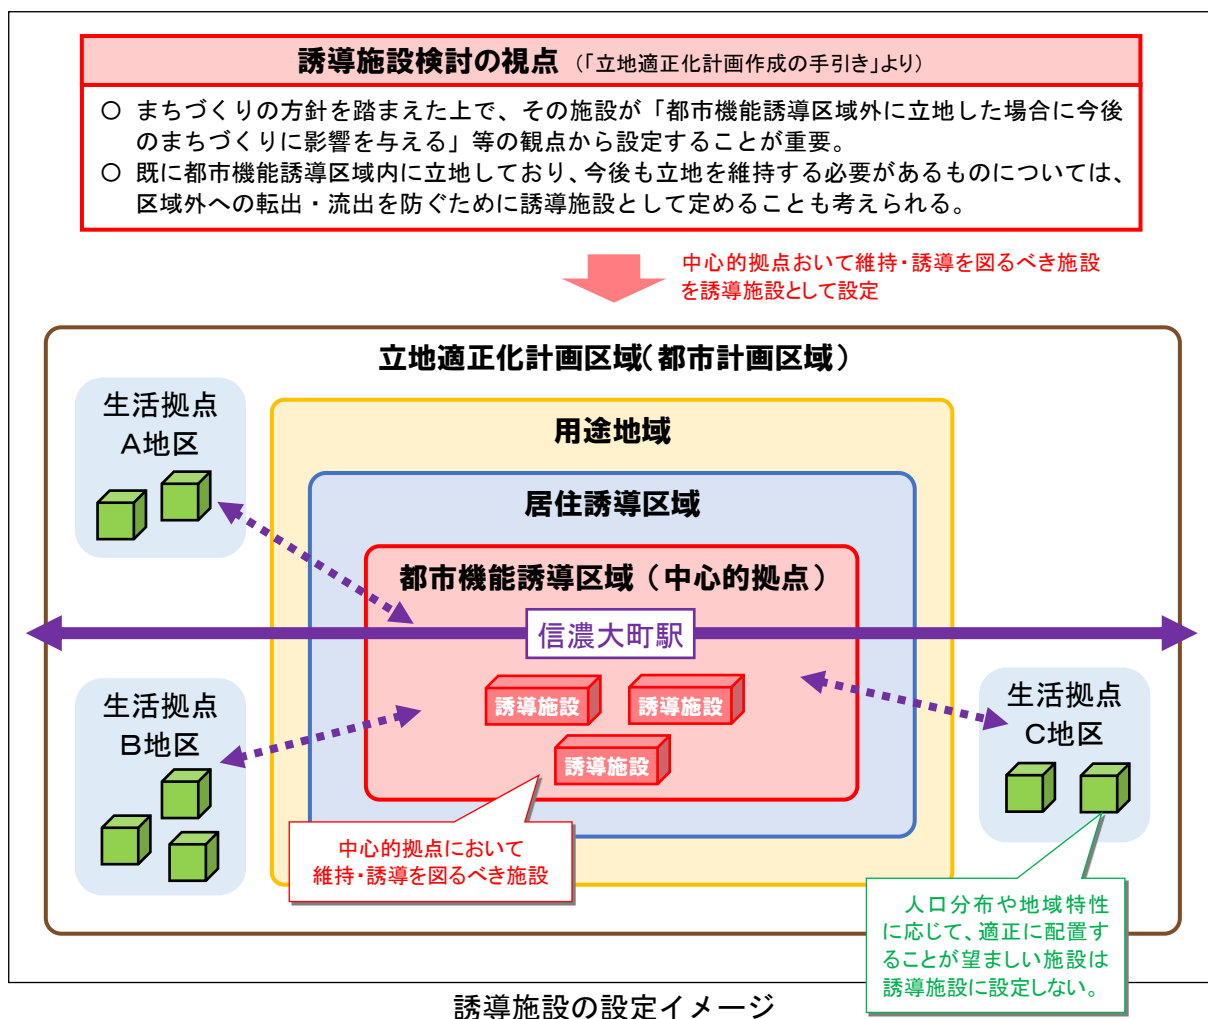 誘導施設検討の視点（「立地適正化計画作成の手引き」より）
○ まちづくりの方針を踏まえた上で、その施設が「都市機能誘導区域外に立地した場合に今後
のまちづくりに影響を与える」等の観点から設定することが重要。
○ 既に都市機能誘導区域内に立地しており、今後も立地を維持する必要があるものについては、
区域外への転出・流出を防ぐために誘導施設として定めることも考えられる。
中心的拠点おいて維持・誘導を図るべき施設
を誘導施設として設定
立地適正化計画区域（都市計画区域）
生活拠点
A地区
用途地域
居住誘導区域
都市機能誘導区域（中心的拠点）
信濃大町駅
生活拠点
B地区
誘導施設
誘導施設
誘導施設
生活拠点
C地区
中心的拠点において
維持・誘導を図るべき施設
人口分布や地域特性
に応じて、適正に配置す
ることが望ましい施設は
誘導施設に設定しない。
誘導施設の設定イメージ